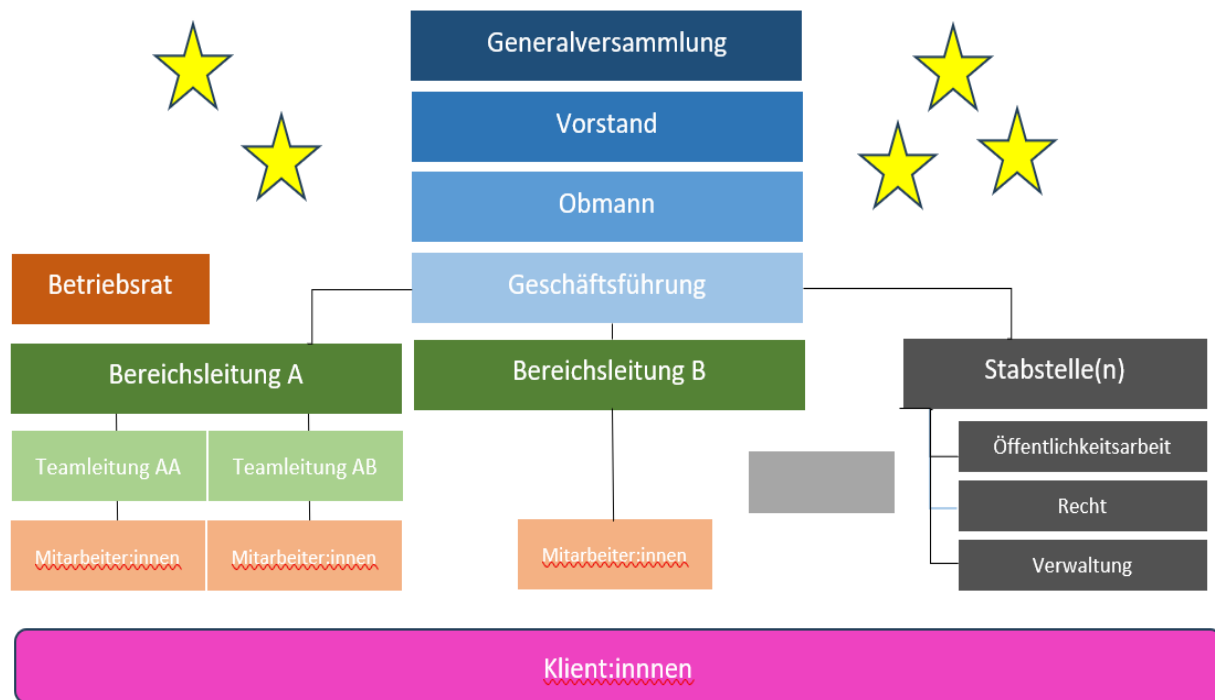 Generalversammlung
Vorstand
Obmann
Betriebsrat
Geschäftsführung
Bereichsleitung A
Bereichsleitung B
Stabstelle(n)
Teamleitung AA
Teamleitung AB
Öffentlichkeitsarbeit
Recht
Mitarbeiter:innen
Mitarbeiter:innen
Mitarbeiter:innen
Verwaltung
Klient:innnen